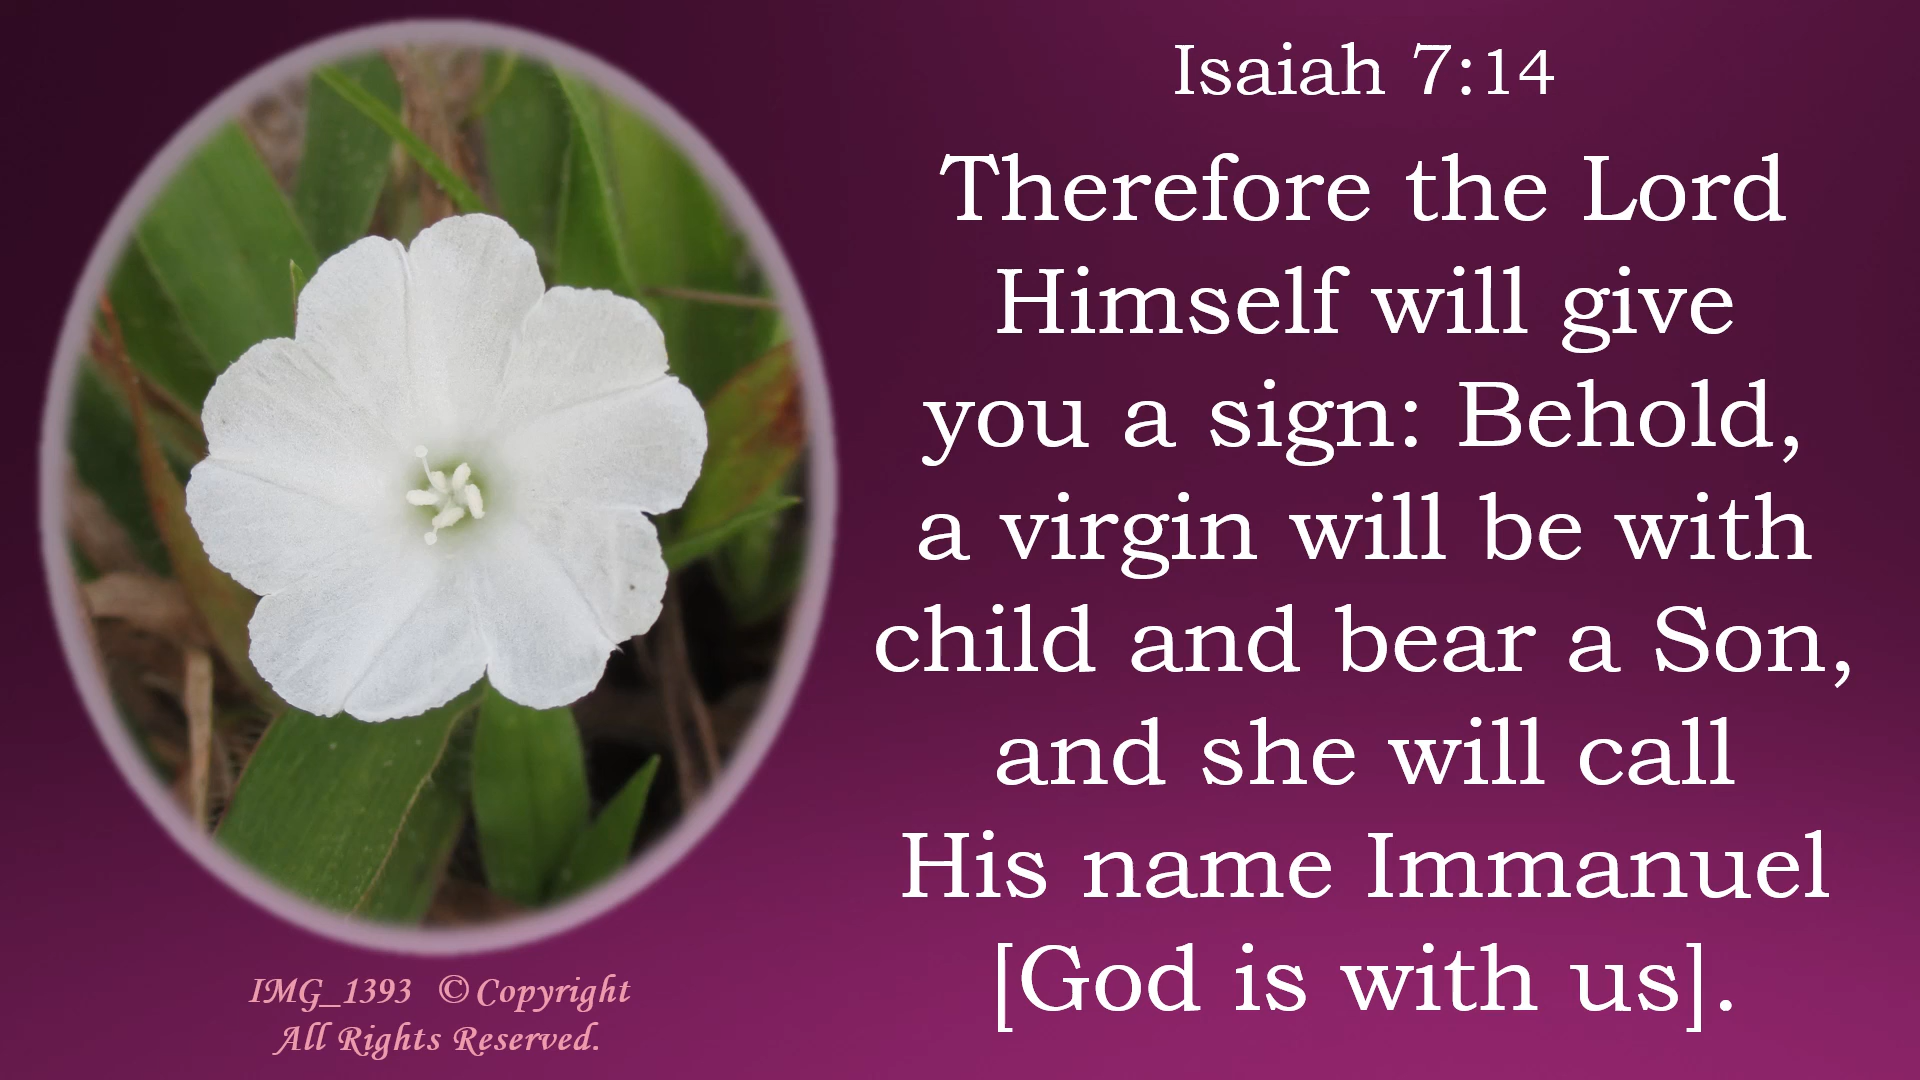 Isaiah 7:14
Therefore the Lord
Himself will give
you a sign: Behold,
a virgin will be with
child and bear a Son,
and she will call
His name Immanuel
[God is with us].
IMG_1393 © Copyright
All Rights Reserved.